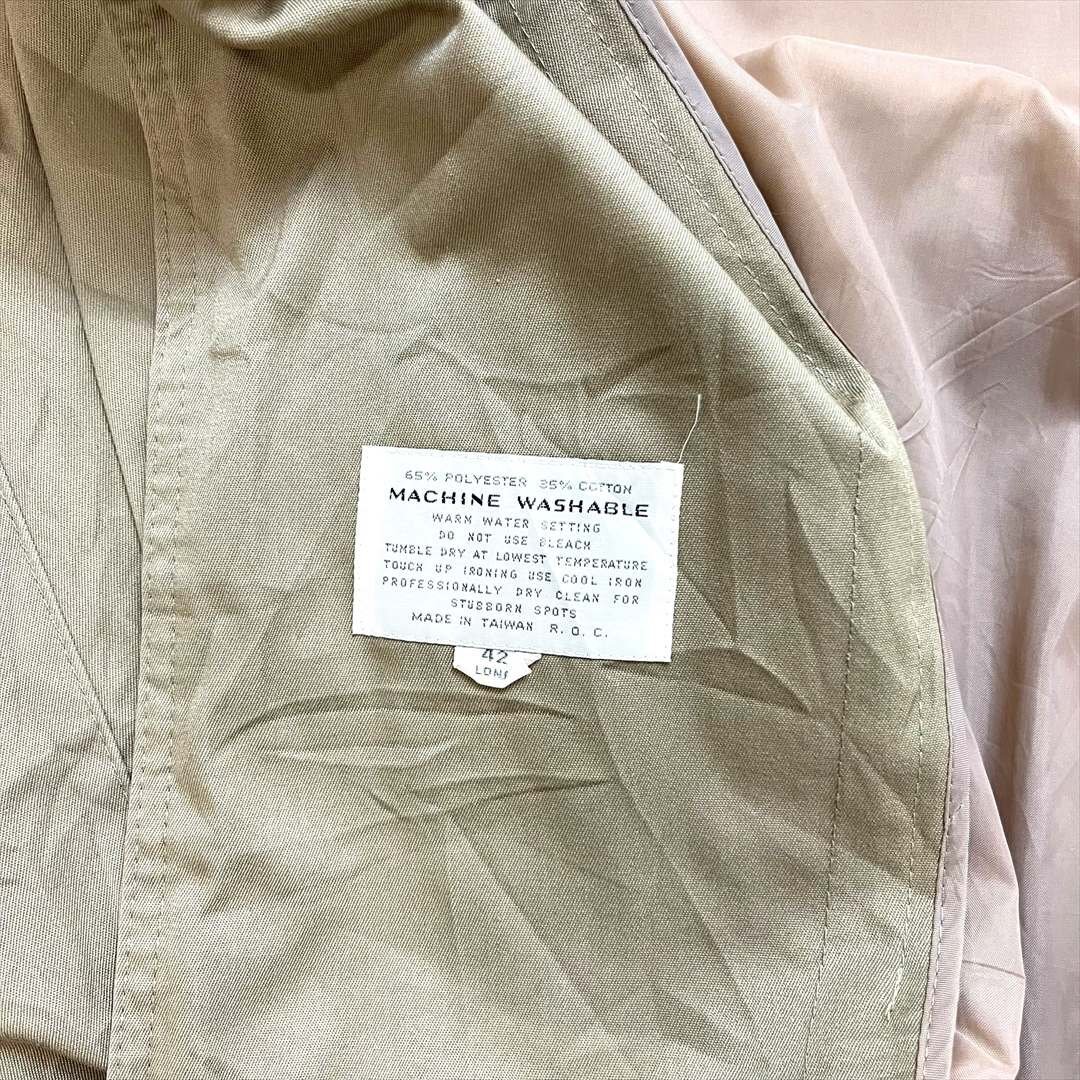 65% POLYESTER 35% COTTON
MACHINE WASHABLE
WARM WATER SETTING
DO NOT USE BLEACH
TUMBLE DRY AT LOWEST TEMPERATURE
TOUCH UP IRONING USE COOL IRON
PROFESSIONALLY DRY CLEAN FOR
STUBBORN SPOTS
MADE IN TAIWAN R. O. C.
42
LONG